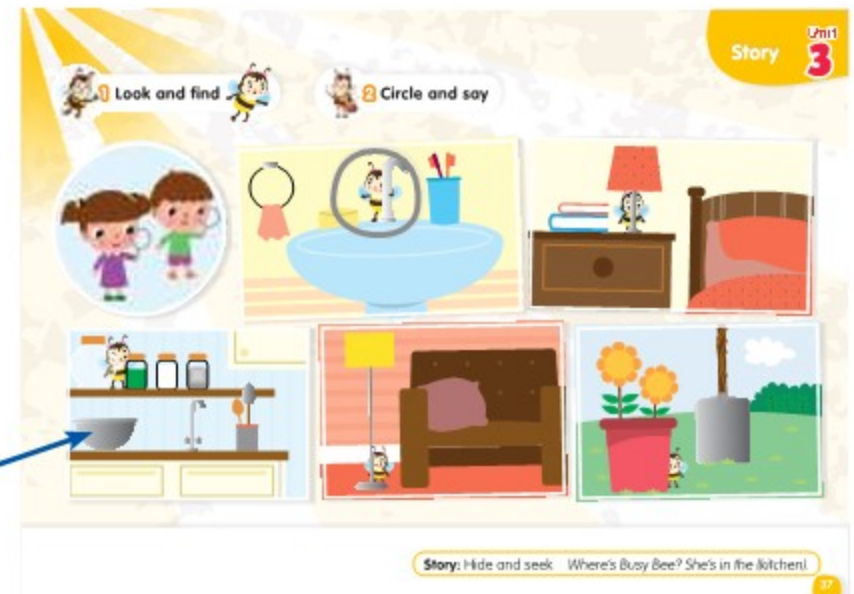 Unit
Story 3
1 Look and find
2 Circle and say
Story: Hide and seek Where's Busy Bee? She's in the (kitchen).
37